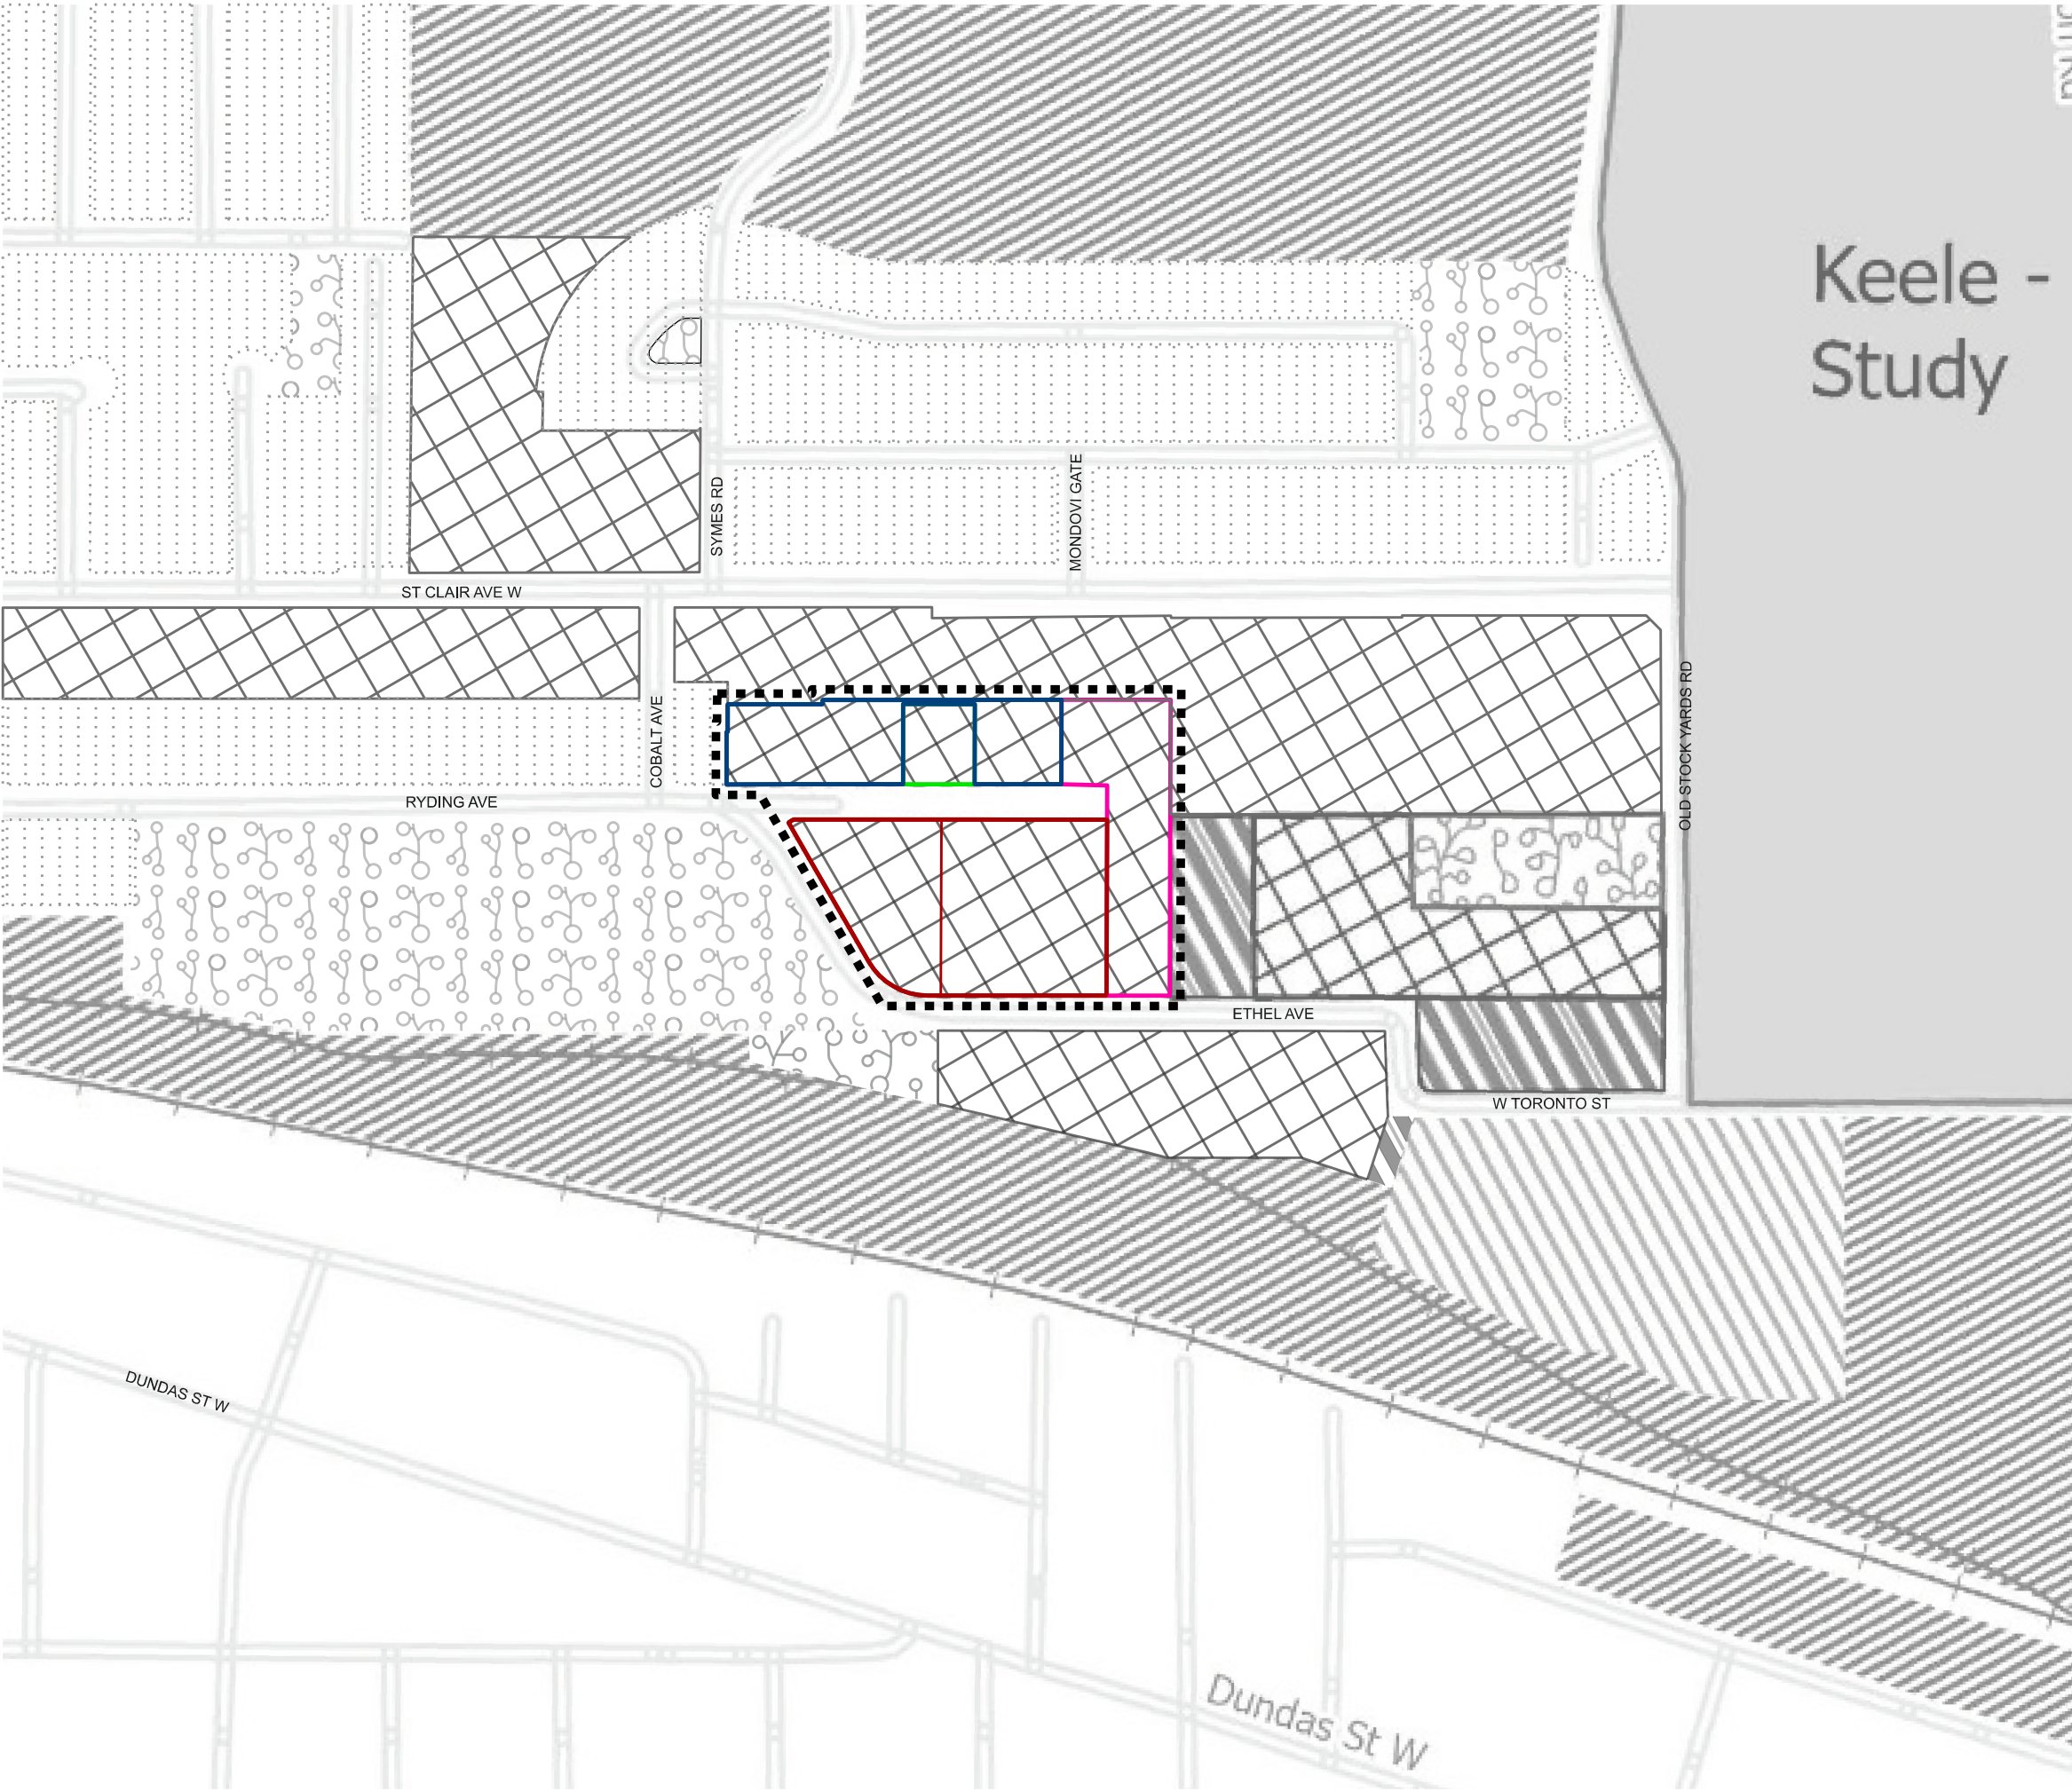 Keele -
Study
SYMES RD
MONDOVI GATE
ST CLAIR AVE W
COBALT AVE
OLD STOCK YARDS RD
RYDING AVE
ETHEL AVE
W TORONTO ST
DUNDAS ST W
Dundas St W